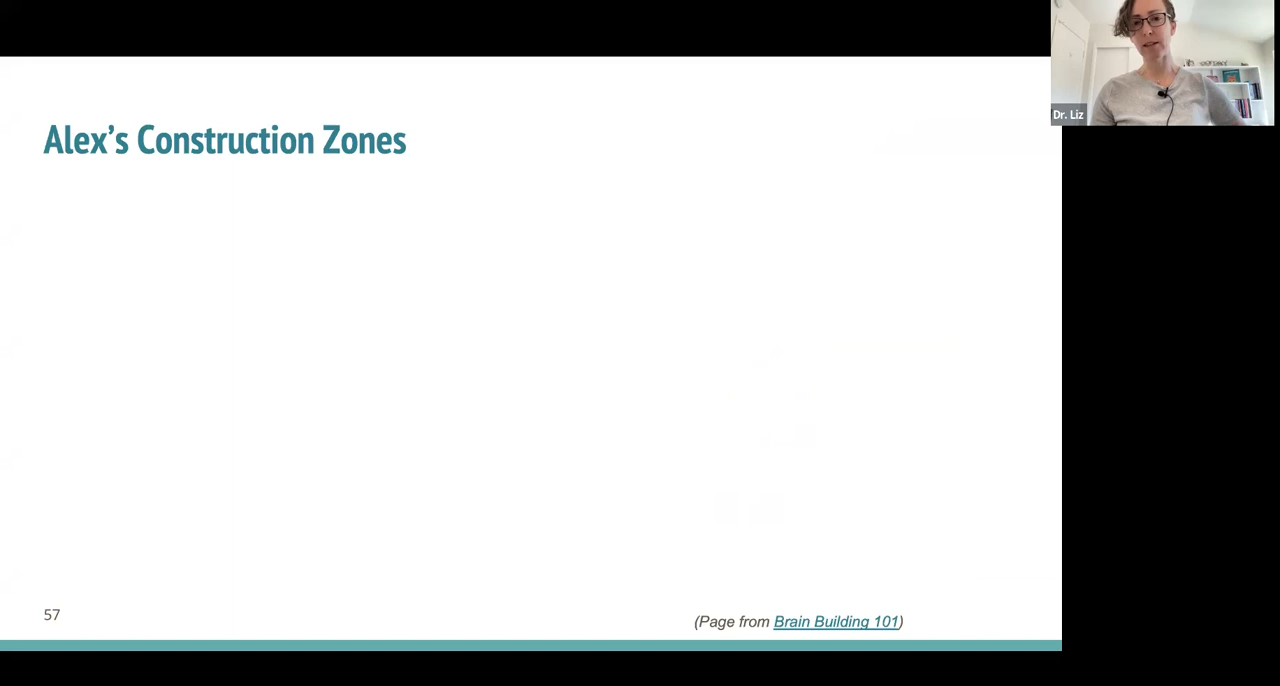 Dr. Liz
Alex’s Construction Zones
57
(Page from Brain Building 101)